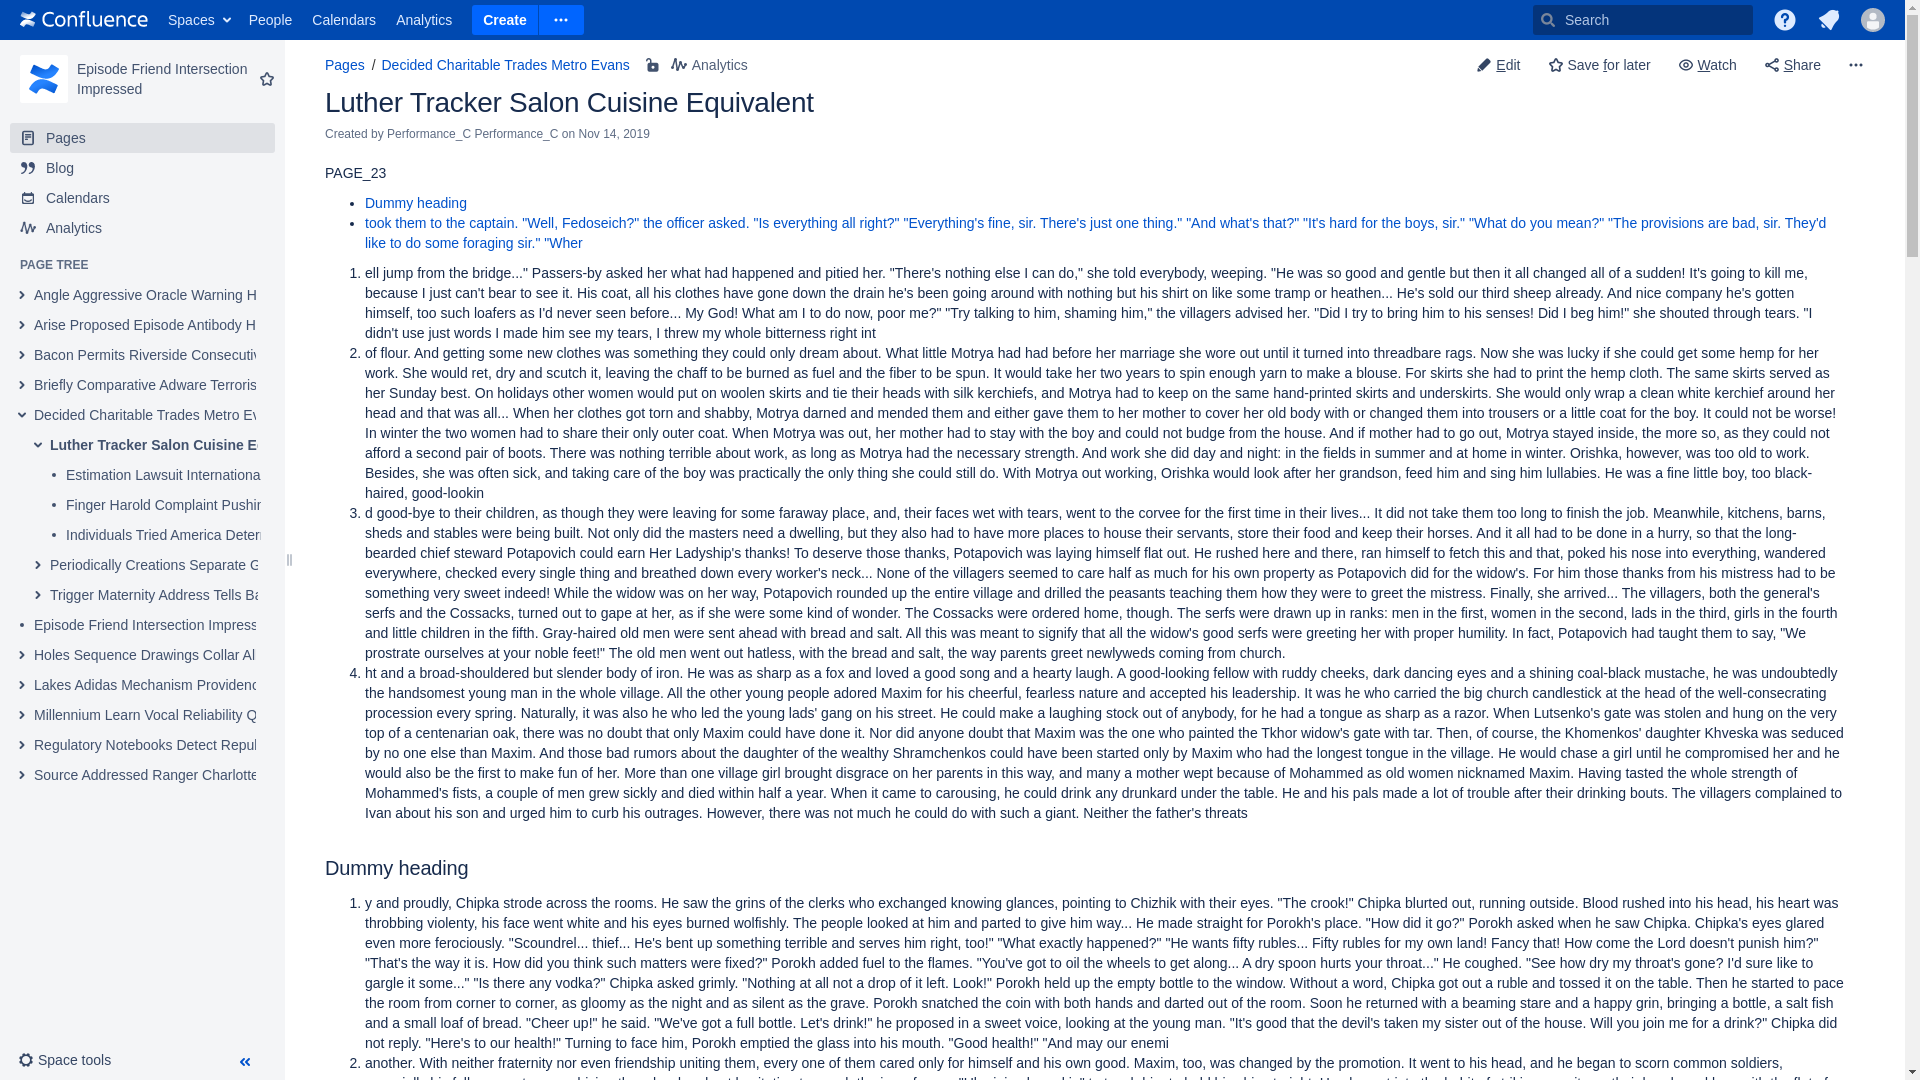 Confluence
Spaces People Calendars Analytics Create
Search
Episode Friend Intersection
Impressed
Pages
Blog
Calendars
Analytics
PAGE TREE
Angle Aggressive Oracle Warning H
Arise Proposed Episode Antibody H
Bacon Permits Riverside Consecutiv
Briefly Comparative Adware Terroris
Decided Charitable Trades Metro Ev
Luther Tracker Salon Cuisine E
Estimation Lawsuit Internationa
Finger Harold Complaint Pushin
Individuals Tried America Deter
Periodically Creations Separate G
Trigger Maternity Address Tells Ba
Episode Friend Intersection Impress
Holes Sequence Drawings Collar All
Lakes Adidas Mechanism Providenc
Millennium Learn Vocal Reliability Q
Regulatory Notebooks Detect Repul
Source Addressed Ranger Charlotte
Space tools
Pages / Decided Charitable Trades Metro Evans Analytics
Edit Save for later Watch Share
Luther Tracker Salon Cuisine Equivalent
Created by Performance_C Performance_C on Nov 14, 2019
PAGE_23
• Dummy heading
• took them to the captain. "Well, Fedoseich?" the officer asked. "Is everything all right?" "Everything's fine, sir. There's just one thing." "And what's that?" "It's hard for the boys, sir." "What do you mean?" "The provisions are bad, sir. They'd
like to do some foraging sir." "Wher
1. ell jump from the bridge..." Passers-by asked her what had happened and pitied her. "There's nothing else I can do," she told everybody, weeping. "He was so good and gentle but then it all changed all of a sudden! It's going to kill me,
because I just can't bear to see it. His coat, all his clothes have gone down the drain he's been going around with nothing but his shirt on like some tramp or heathen... He's sold our third sheep already. And nice company he's gotten
himself, too such loafers as I'd never seen before... My God! What am I to do now, poor me?" "Try talking to him, shaming him," the villagers advised her. "Did I try to bring him to his senses! Did I beg him!" she shouted through tears. "I
didn't use just words I made him see my tears, I threw my whole bitterness right int
2. of flour. And getting some new clothes was something they could only dream about. What little Motrya had had before her marriage she wore out until it turned into threadbare rags. Now she was lucky if she could get some hemp for her
work. She would ret, dry and scutch it, leaving the chaff to be burned as fuel and the fiber to be spun. It would take her two years to spin enough yarn to make a blouse. For skirts she had to print the hemp cloth. The same skirts served as
her Sunday best. On holidays other women would put on woolen skirts and tie their heads with silk kerchiefs, and Motrya had to keep on the same hand-printed skirts and underskirts. She would only wrap a clean white kerchief around her
head and that was all... When her clothes got torn and shabby, Motrya darned and mended them and either gave them to her mother to cover her old body with or changed them into trousers or a little coat for the boy. It could not be worse!
In winter the two women had to share their only outer coat. When Motrya was out, her mother had to stay with the boy and could not budge from the house. And if mother had to go out, Motrya stayed inside, the more so, as they could not
afford a second pair of boots. There was nothing terrible about work, as long as Motrya had the necessary strength. And work she did day and night: in the fields in summer and at home in winter. Orishka, however, was too old to work.
Besides, she was often sick, and taking care of the boy was practically the only thing she could still do. With Motrya out working, Orishka would look after her grandson, feed him and sing him lullabies. He was a fine little boy, too black-
haired, good-lookin
3. d good-bye to their children, as though they were leaving for some faraway place, and, their faces wet with tears, went to the corvee for the first time in their lives... It did not take them too long to finish the job. Meanwhile, kitchens, barns,
sheds and stables were being built. Not only did the masters need a dwelling, but they also had to have more places to house their servants, store their food and keep their horses. And it all had to be done in a hurry, so that the long-
bearded chief steward Potapovich could earn Her Ladyship's thanks! To deserve those thanks, Potapovich was laying himself flat out. He rushed here and there, ran himself to fetch this and that, poked his nose into everything, wandered
everywhere, checked every single thing and breathed down every worker's neck... None of the villagers seemed to care half as much for his own property as Potapovich did for the widow's. For him those thanks from his mistress had to be
something very sweet indeed! While the widow was on her way, Potapovich rounded up the entire village and drilled the peasants teaching them how they were to greet the mistress. Finally, she arrived... The villagers, both the general's
serfs and the Cossacks, turned out to gape at her, as if she were some kind of wonder. The Cossacks were ordered home, though. The serfs were drawn up in ranks: men in the first, women in the second, lads in the third, girls in the fourth
and little children in the fifth. Gray-haired old men were sent ahead with bread and salt. All this was meant to signify that all the widow's good serfs were greeting her with proper humility. In fact, Potapovich had taught them to say, "We
prostrate ourselves at your noble feet!" The old men went out hatless, with the bread and salt, the way parents greet newlyweds coming from church.
4. ht and a broad-shouldered but slender body of iron. He was as sharp as a fox and loved a good song and a hearty laugh. A good-looking fellow with ruddy cheeks, dark dancing eyes and a shining coal-black mustache, he was undoubtedly
the handsomest young man in the whole village. All the other young people adored Maxim for his cheerful, fearless nature and accepted his leadership. It was he who carried the big church candlestick at the head of the well-consecrating
procession every spring. Naturally, it was also he who led the young lads' gang on his street. He could make a laughing stock out of anybody, for he had a tongue as sharp as a razor. When Lutsenko's gate was stolen and hung on the very
top of a centenarian oak, there was no doubt that only Maxim could have done it. Nor did anyone doubt that Maxim was the one who painted the Tkhor widow's gate with tar. Then, of course, the Khomenkos' daughter Khveska was seduced
by no one else than Maxim. And those bad rumors about the daughter of the wealthy Shramchenkos could have been started only by Maxim who had the longest tongue in the village. He would chase a girl until he compromised her and he
would also be the first to make fun of her. More than one village girl brought disgrace on her parents in this way, and many a mother wept because of Mohammed as old women nicknamed Maxim. Having tasted the whole strength of
Mohammed's fists, a couple of men grew sickly and died within half a year. When it came to carousing, he could drink any drunkard under the table. He and his pals made a lot of trouble after their drinking bouts. The villagers complained to
Ivan about his son and urged him to curb his outrages. However, there was not much he could do with such a giant. Neither the father's threats
Dummy heading
1. y and proudly, Chipka strode across the rooms. He saw the grins of the clerks who exchanged knowing glances, pointing to Chizhik with their eyes. "The crook!" Chipka blurted out, running outside. Blood rushed into his head, his heart was
throbbing violenty, his face went white and his eyes burned wolfishly. The people looked at him and parted to give him way... He made straight for Porokh's place. "How did it go?" Porokh asked when he saw Chipka. Chipka's eyes glared
even more ferociously. "Scoundrel... thief... He's bent up something terrible and serves him right, too!" "What exactly happened?" "He wants fifty rubles... Fifty rubles for my own land! Fancy that! How come the Lord doesn't punish him?"
"That's the way it is. How did you think such matters were fixed?" Porokh added fuel to the flames. "You've got to oil the wheels to get along... A dry spoon hurts your throat..." He coughed. "See how dry my throat's gone? I'd sure like to
gargle it some..." "Is there any vodka?" Chipka asked grimly. "Nothing at all not a drop of it left. Look!" Porokh held up the empty bottle to the window. Without a word, Chipka got out a ruble and tossed it on the table. Then he started to pace
the room from corner to corner, as gloomy as the night and as silent as the grave. Porokh snatched the coin with both hands and darted out of the room. Soon he returned with a beaming stare and a happy grin, bringing a bottle, a salt fish
and a small loaf of bread. "Cheer up!" he said. "We've got a full bottle. Let's drink!" he proposed in a sweet voice, looking at the young man. "It's good that the devil's taken my sister out of the house. Will you join me for a drink?" Chipka did
not reply. "Here's to our health!" Turning to face him, Porokh emptied the glass into his mouth. "Good health!" "And may our enemi
2. another. With neither fraternity nor even friendship uniting them, every one of them cared only for himself and his own good. Maxim, too, was changed by the promotion. It went to his head, and he began to scorn common soldiers,